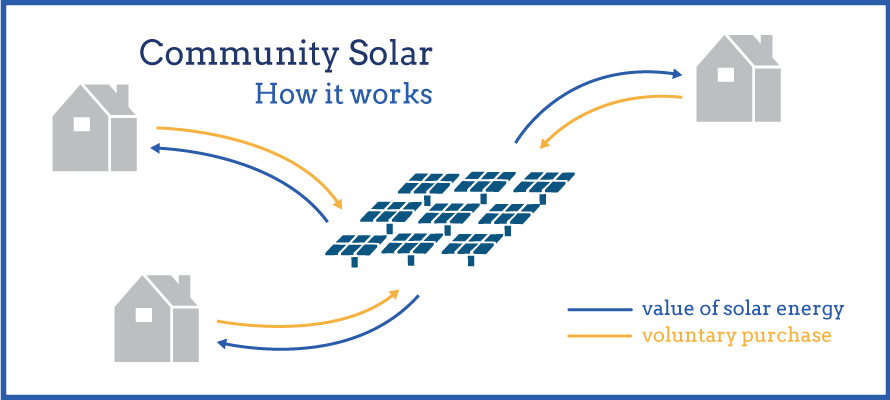 Community Solar
How it works
value of solar energy
voluntary purchase